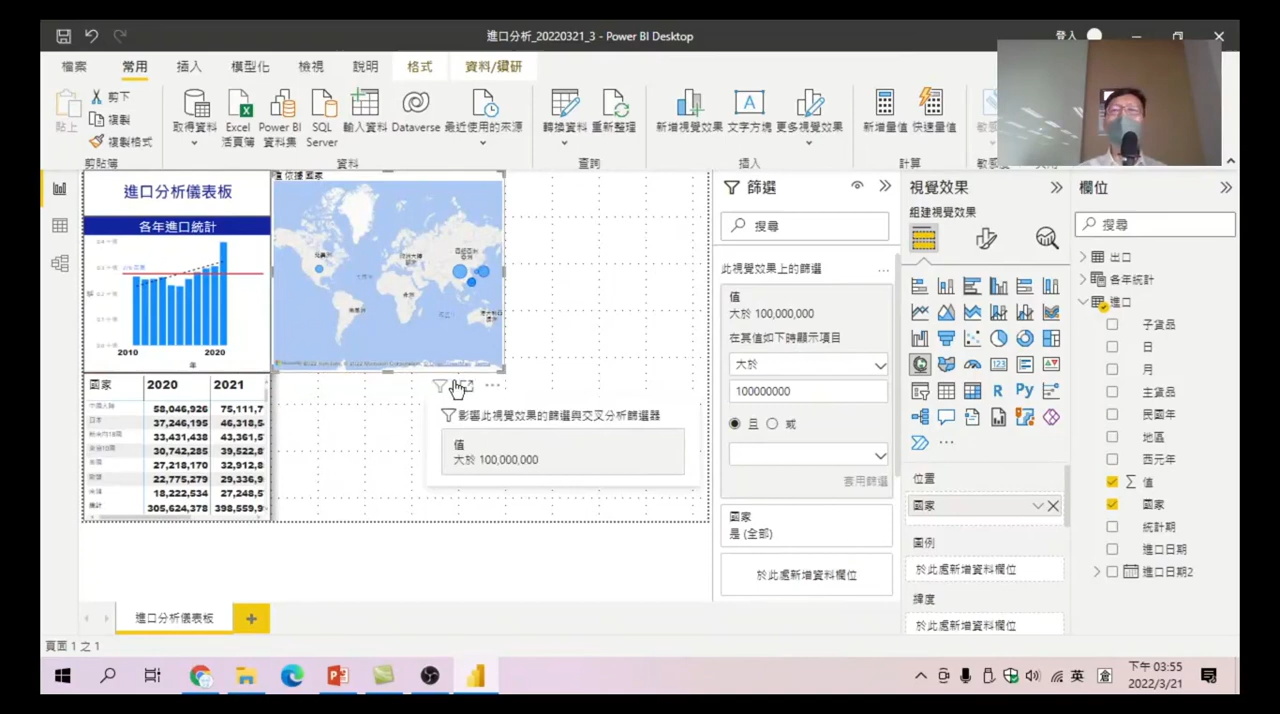 進口分析_20220321_3 - Power BI Desktop
登入
檔案 常用 插入 模型化 檢視 說明 格式 資料/鑽研
貼上
剪下
複製
複製格式
取得資料
Excel 活頁簿
Power BI 資料集
SQL Server
輸入資料
Dataverse
最近使用的來源
轉換資料
重新整理
新增視覺效果
文字方塊
更多視覺效果
新增量值
快速量值
剪貼簿
資料
查詢
插入
計算
進口分析儀表板
各年進口統計
2010 2020
年
國家 2020 2021
58,046,926 75,111,7
日本 37,246,195 46,318,5
33,431,438 43,361,5
30,742,285 39,522,8
27,218,170 32,912,8
22,775,279 29,336,9
18,222,534 27,248,5
總計 305,624,378 398,559,9
值 依據 國家
影響此視覺效果的篩選與交叉分析篩選器
值
大於 100,000,000
篩選
搜尋
此視覺效果上的篩選
值
大於 100,000,000
在其值如下時顯示項目
大於
100000000
且 或
套用篩選
國家
是 (全部)
於此處新增資料欄位
視覺效果
組建視覺效果
R Py
123
位置
國家
圖例
於此處新增資料欄位
緯度
於此處新增資料欄位
欄位
搜尋
出口
各年統計
進口
子貨品
日
月
主貨品
民國年
地區
西元年
值
國家
統計期
進口日期
進口日期2
進口分析儀表板
頁面 1 之 1
英
倉
下午 03:55
2022/3/21